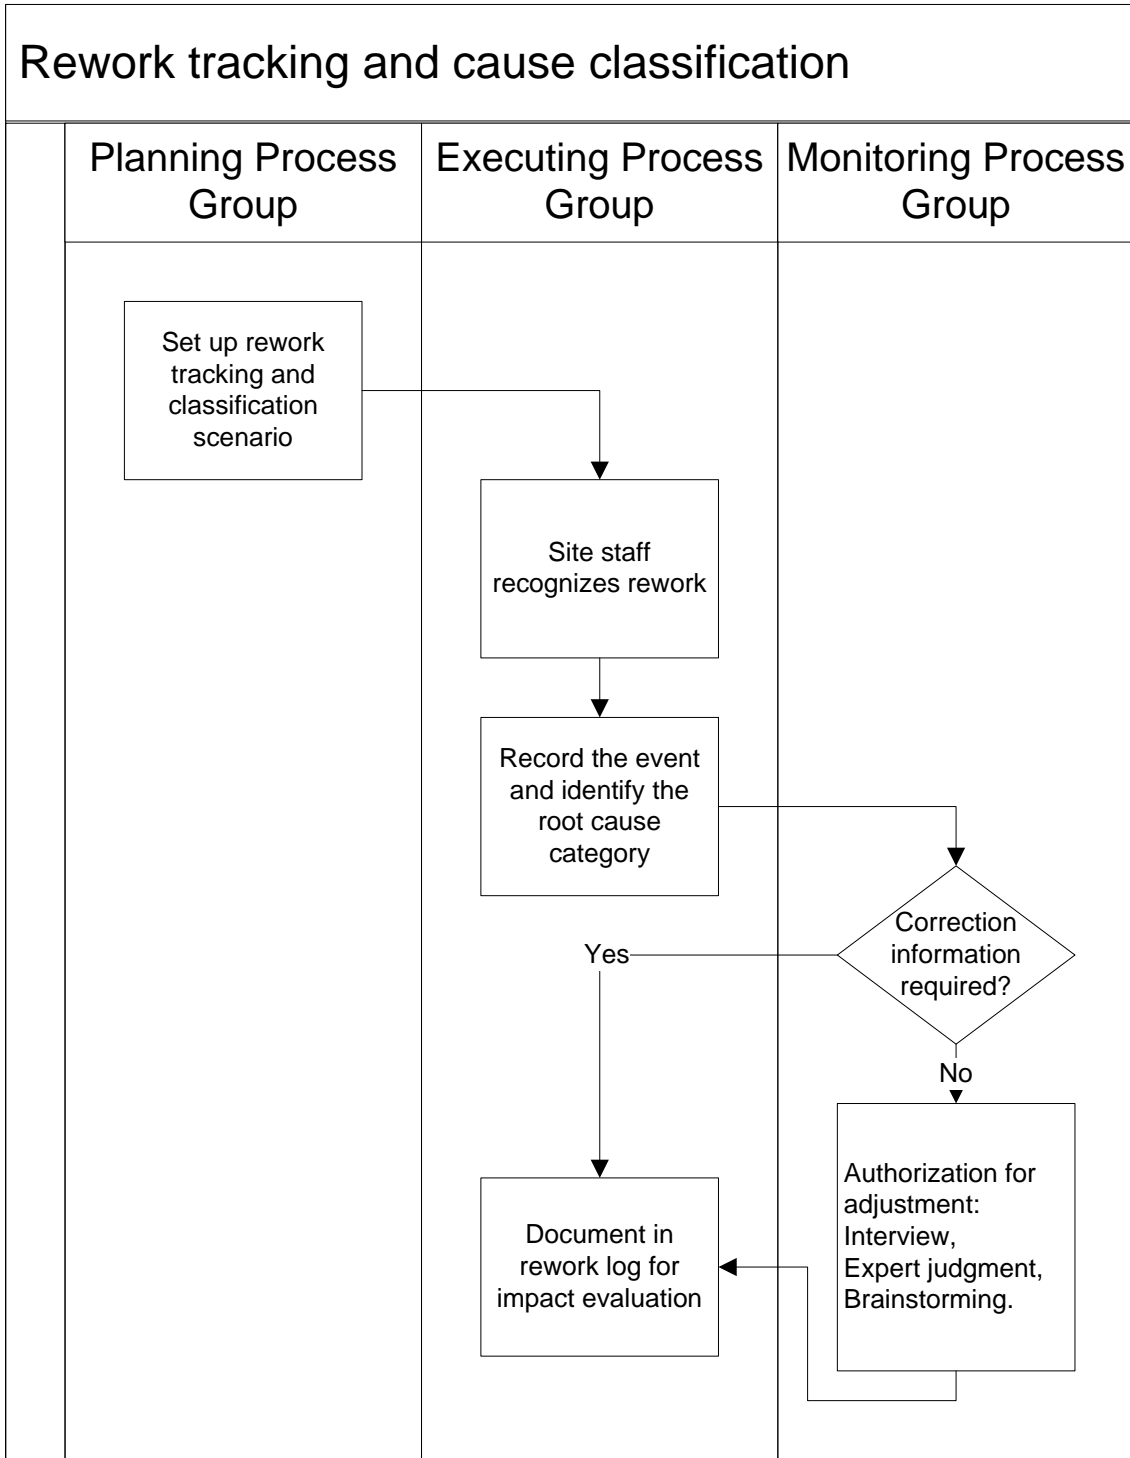 Rework tracking and cause classification
Planning Process
Group
Executing Process
Group
Monitoring Process
Group
Set up rework
tracking and
classification
scenario
Site staff
recognizes rework
Record the event
and identify the
root cause
category
Correction
information
required?
Yes
No
Authorization for
adjustment:
Interview,
Expert judgment,
Brainstorming.
Document in
rework log for
impact evaluation